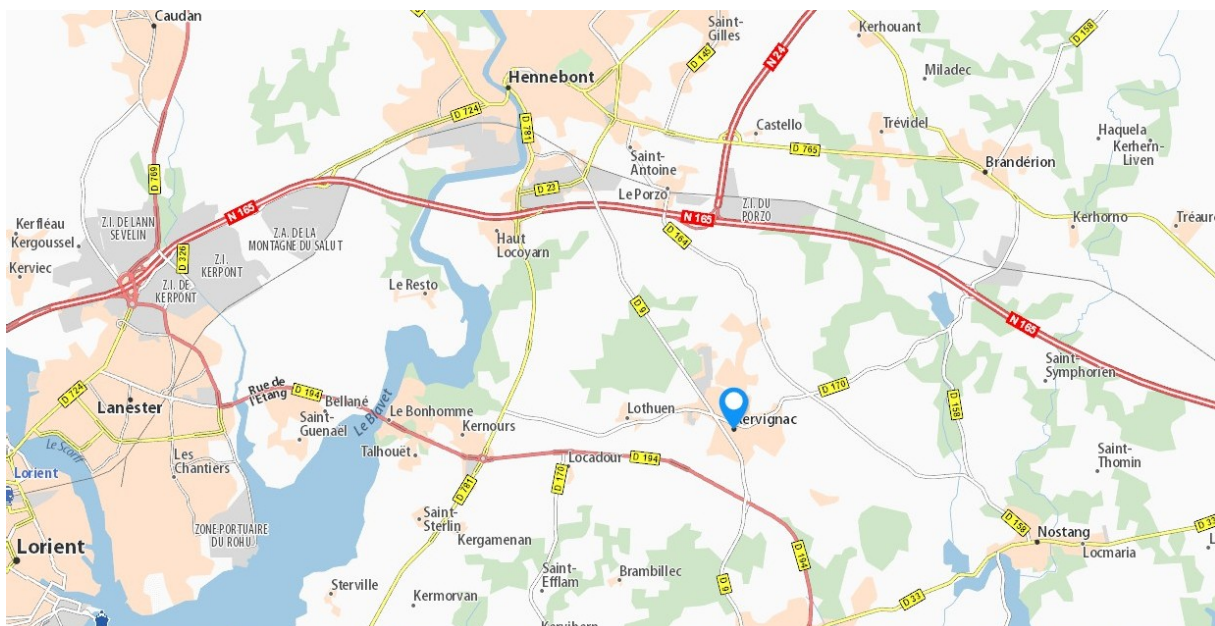 Caudan
Saint-
Gilles
Kerhouant
D 158
N 24
D 145
Miladec
Hennebont
D 724
D 781
Castello
Trévidel
Haquela
Kerhern-
Liven
D 765
Saint-
Antoine
Brandérion
D 769
D 23
Le Porzo
Z.I. DU
PORZO
N 165
N 165
Kerfléau
Kergoussel
Z.I. DE LANN
SEVELIN
Z.A. DE LA
MONTAGNE DU SALUT
D 326
Z.I.
KERPONT
Haut
Locoyarn
D 164
Kerhorno
Kerviec
Z.I. DE
KERPONT
Le Resto
D 9
N 165
Saint-
Symphorien
D 724
Rue de
l'Etang
D 194
D 170
Lanester
Bellané
Saint-
Guenaël
Le Blavet
Le Bonhomme
Lothuen
Kervignac
D 158
Kernours
Talhouët
Le Scorff
Les
Chantiers
Lorient
D 781
D 170
Locadour
D 194
Saint-
Thomin
Saint-
Sterlin
ZONE PORTUAIRE
DU ROHU
Kergamenan
D 158
D 33
Nostang
Locmaria
Lorient
Saint-
Efflam
Brambillec
D 194
D 9
Sterville
Kermorvan
D 33